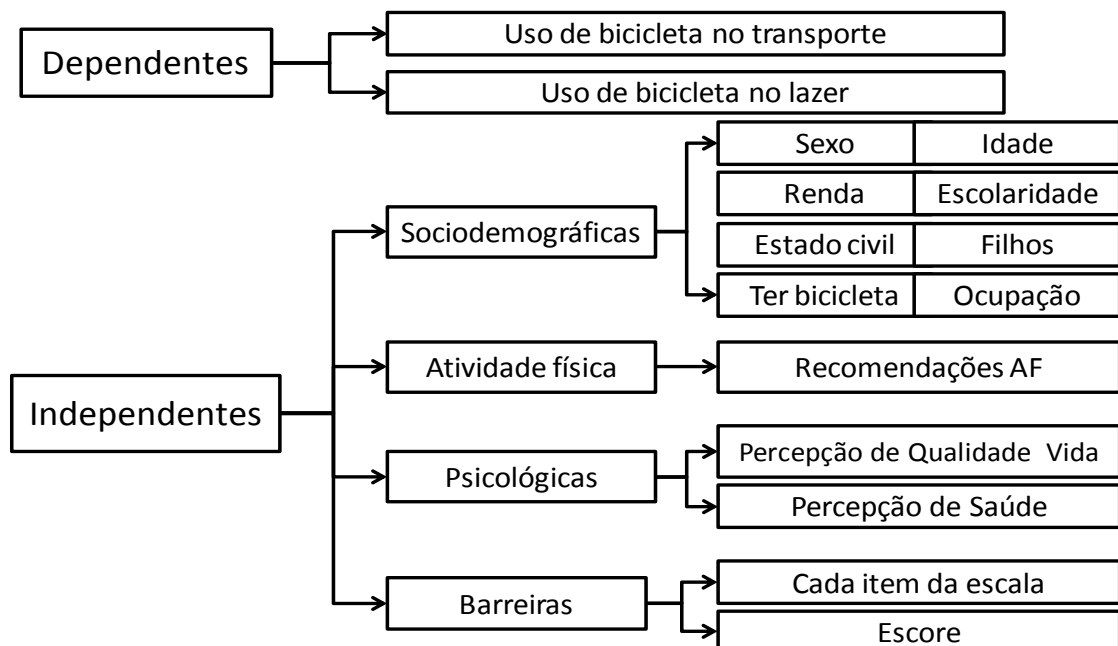 Dependentes
Uso de bicicleta no transporte
Uso de bicicleta no lazer
Independentes
Sociodemográficas
Sexo
Idade
Renda
Escolaridade
Estado civil
Filhos
Ter bicicleta
Ocupação
Atividade física
Recomendações AF
Psicológicas
Percepção de Qualidade Vida
Percepção de Saúde
Barreiras
Cada item da escala
Escore